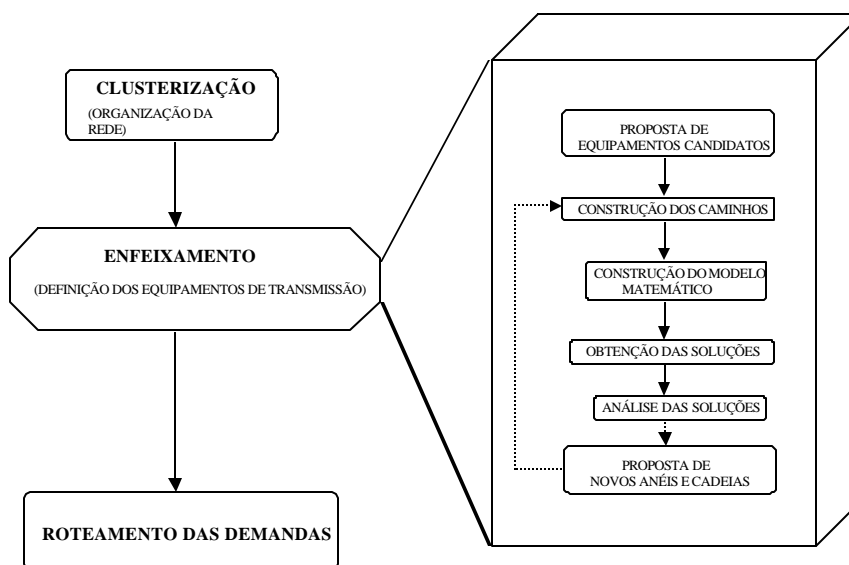 CLUSTERIZAÇÃO
(ORGANIZAÇÃO DA
REDE)
ENFEIXAMENTO
(DEFINIÇÃO DOS EQUIPAMENTOS DE TRANSMISSÃO)
ROTEAMENTO DAS DEMANDAS
PROPOSTA DE
EQUIPAMENTOS CANDIDATOS
CONSTRUÇÃO DOS CAMINHOS
CONSTRUÇÃO DO MODELO
MATEMÁTICO
OBTENÇÃO DAS SOLUÇÕES
ANÁLISE DAS SOLUÇÕES
PROPOSTA DE
NOVOS ANÉIS E CADEIAS